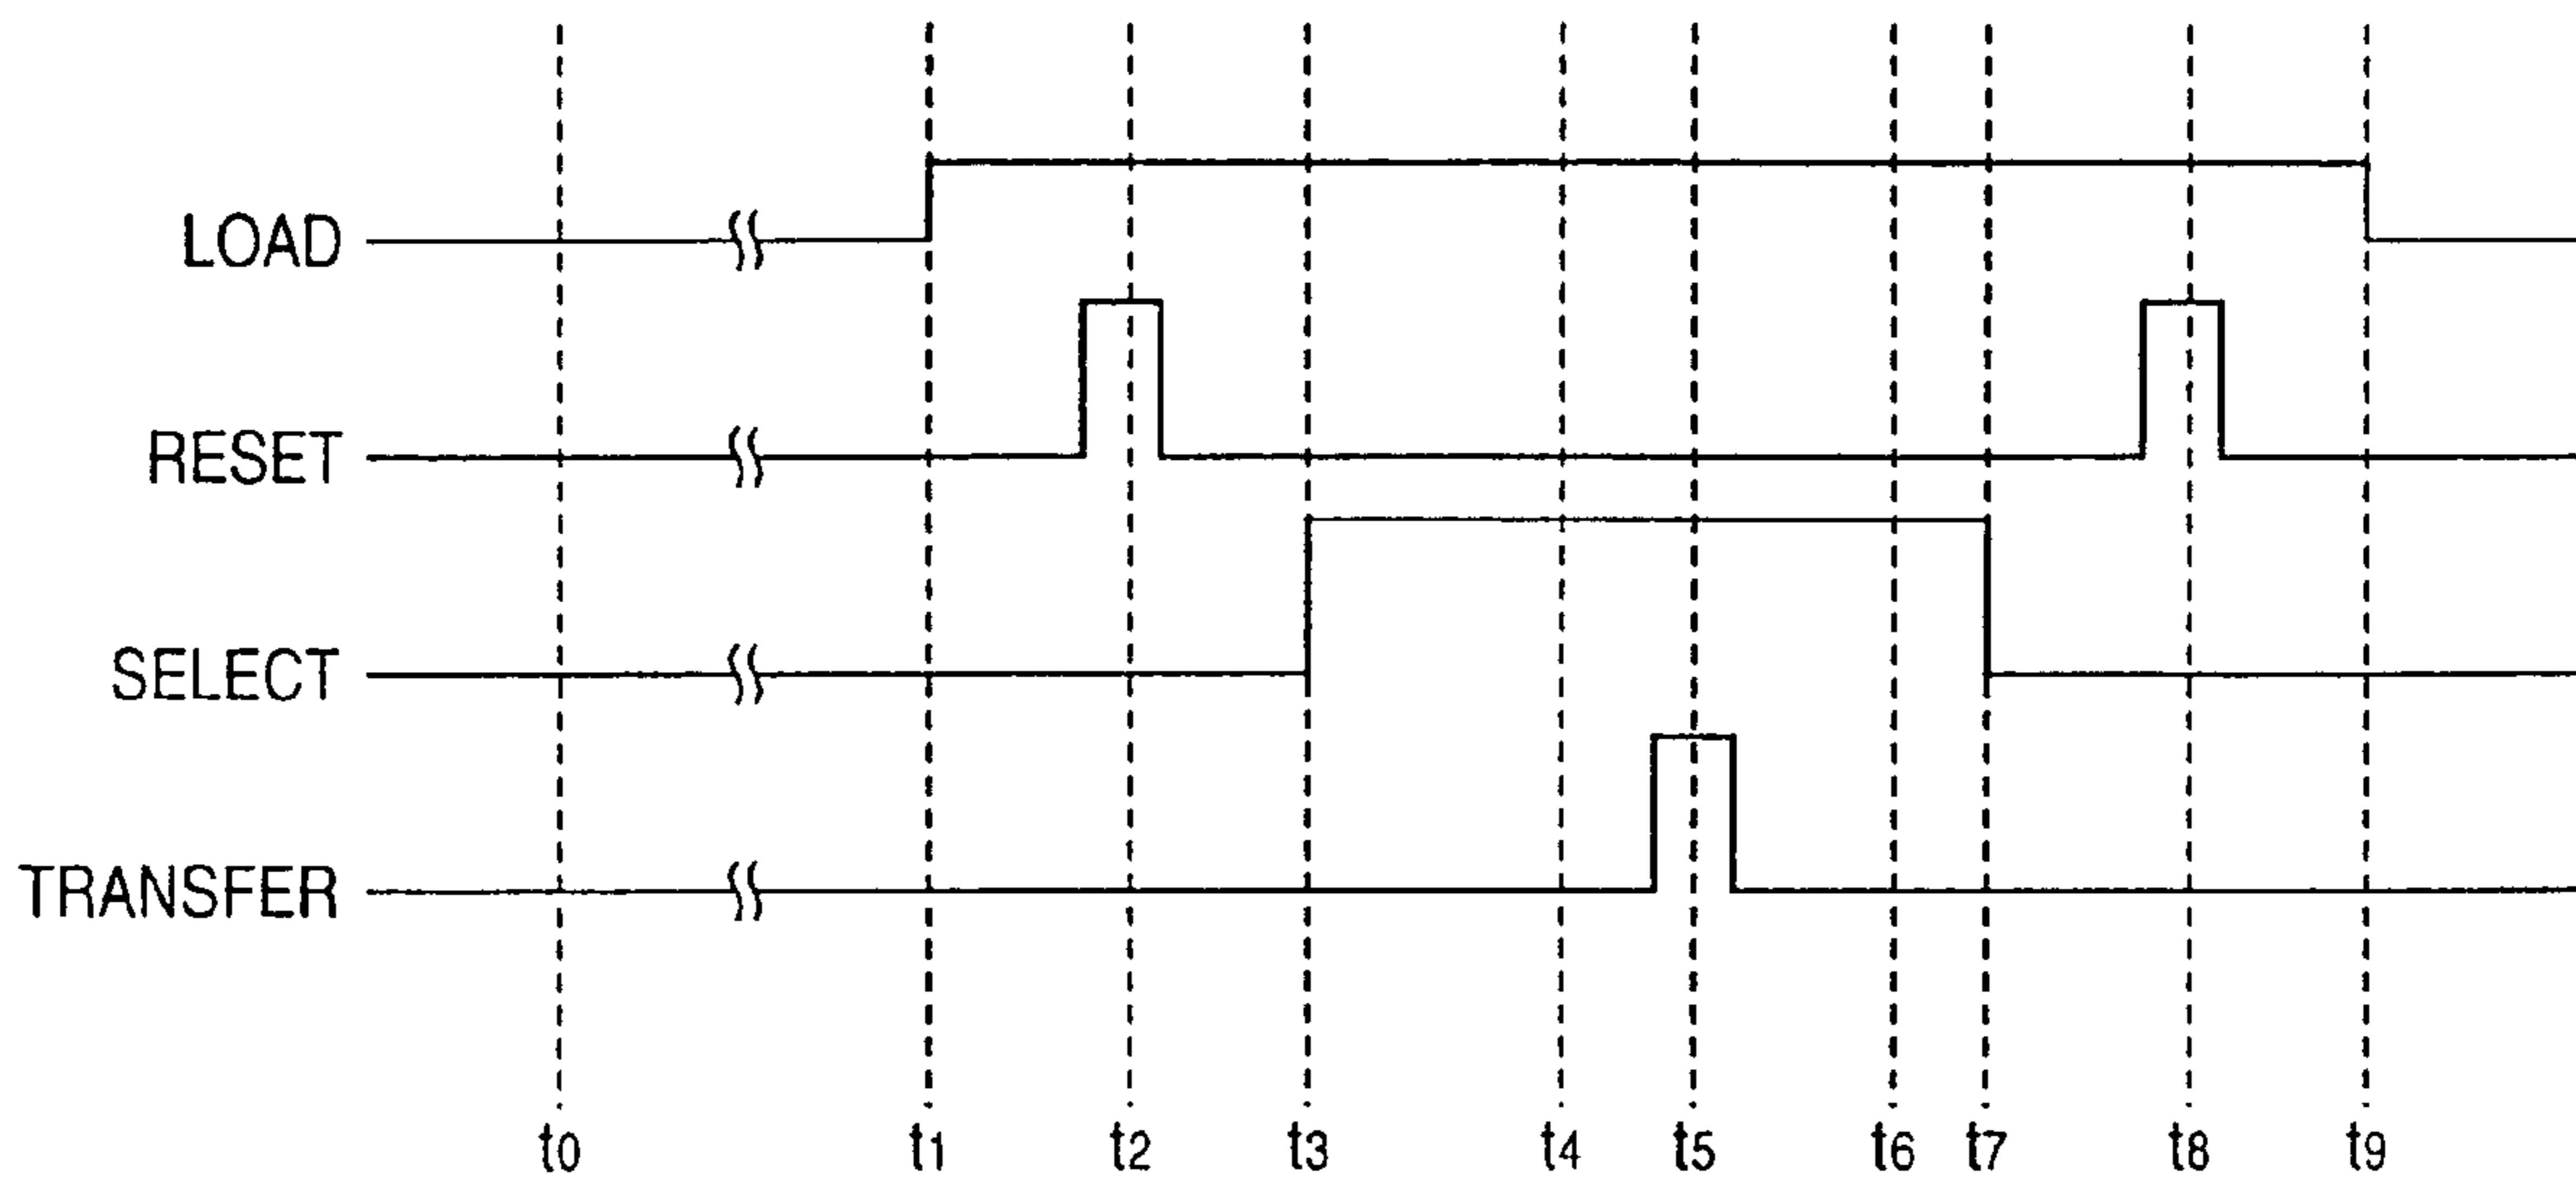 LOAD
RESET
SELECT
TRANSFER
t0 t1 t2 t3 t4 t5 t6 t7 t8 t9